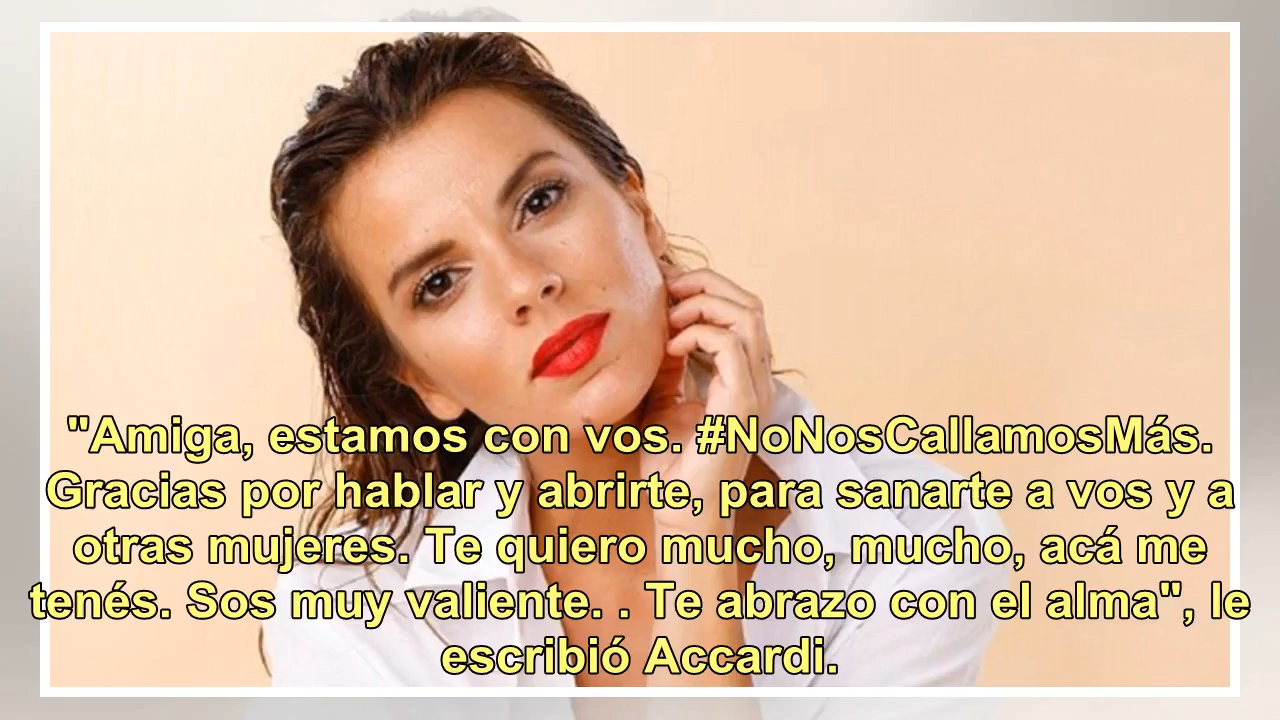 "Amiga, estamos con vos. #NoNosCallamosMás.
Gracias por hablar y abrirte, para sanarte a vos y a
otras mujeres. Te quiero mucho, mucho, acá me
tenés. Sos muy valiente. . Te abrazo con el alma", le
escribió Accardi.